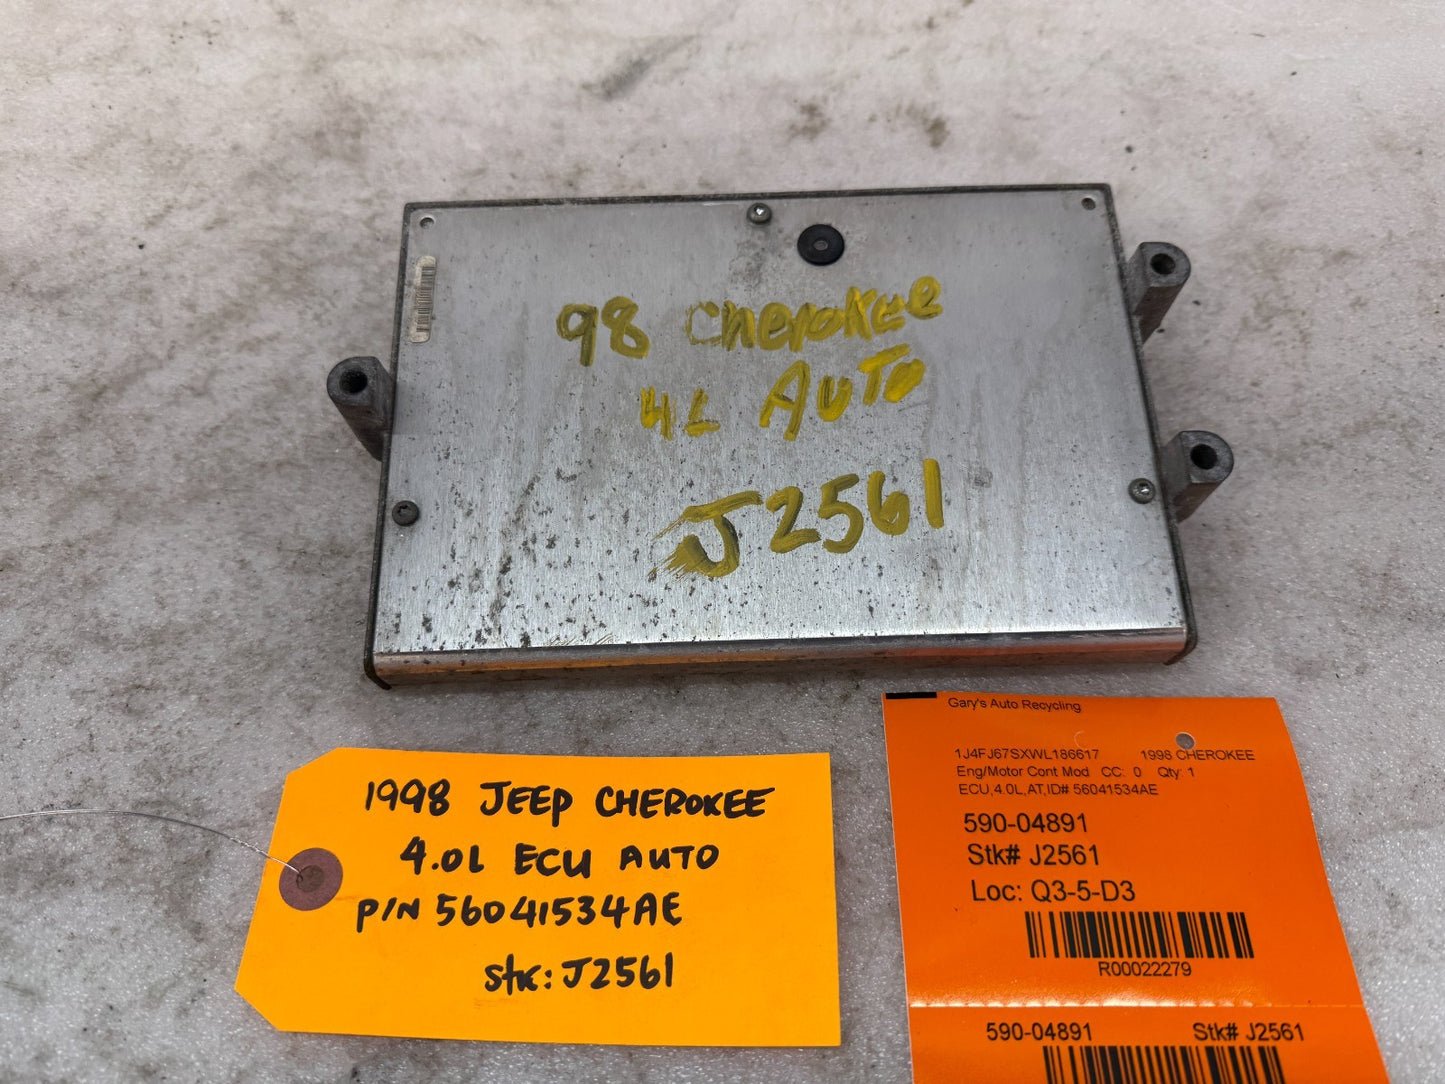 98 Cherokee
4L AUTO
J2561
1998 JEEP CHEROKEE
4.0L ECU AUTO
P/N 56041534AE
Stk: J2561
Gary's Auto Recycling
1J4FJ67SXWL186617 1998 CHEROKEE
Eng/Motor Cont Mod CC: 0 Qty: 1
ECU,4.0L,AT,ID# 56041534AE
590-04891
Stk# J2561
Loc: Q3-5-D3
R00022279
590-04891 Stk# J2561